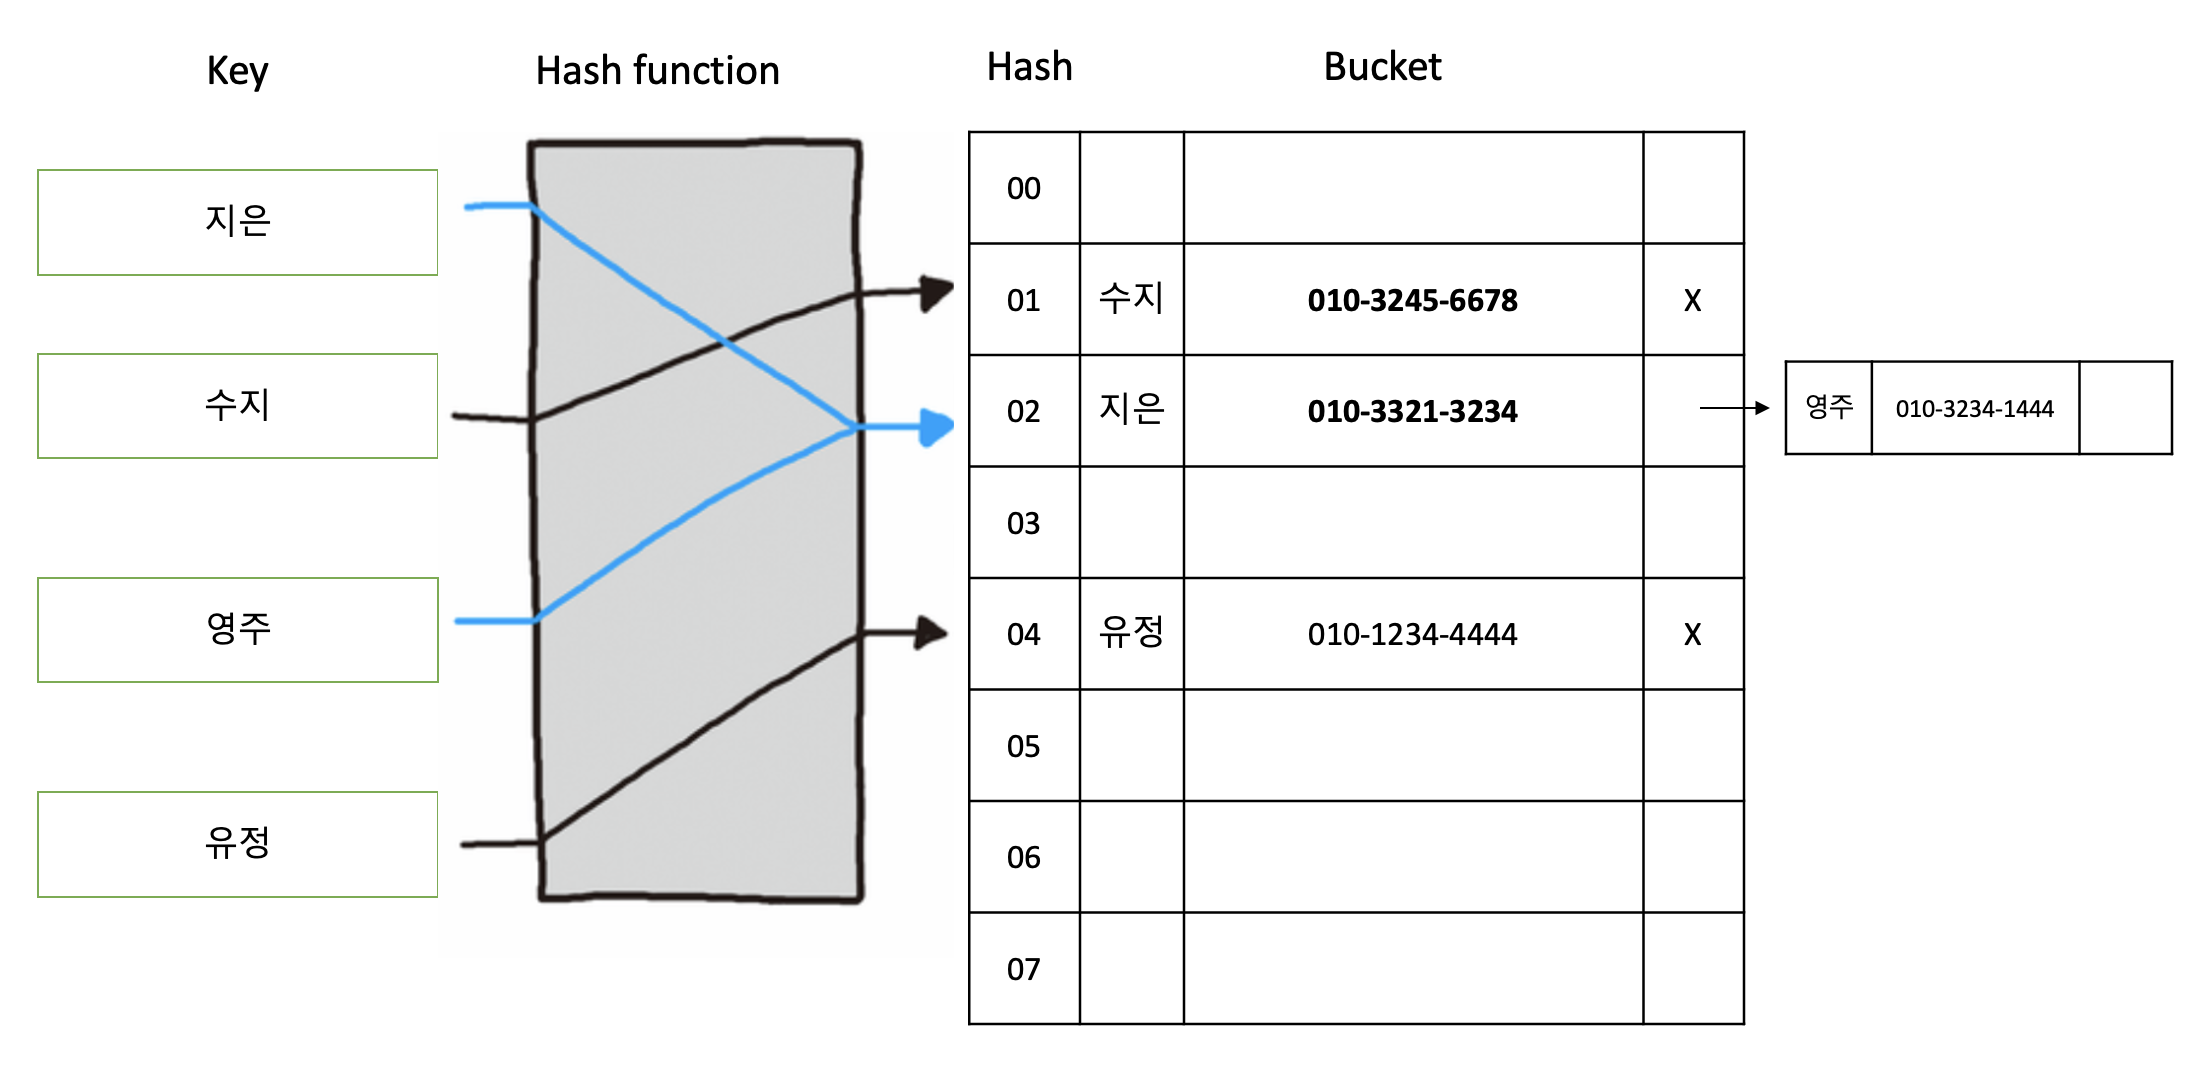 Key Hash function Hash Bucket
지은
수지
영주
유정
00
01 수지 010-3245-6678 X
02 지은 010-3321-3234
영주 010-3234-1444
03
04 유정 010-1234-4444 X
05
06
07